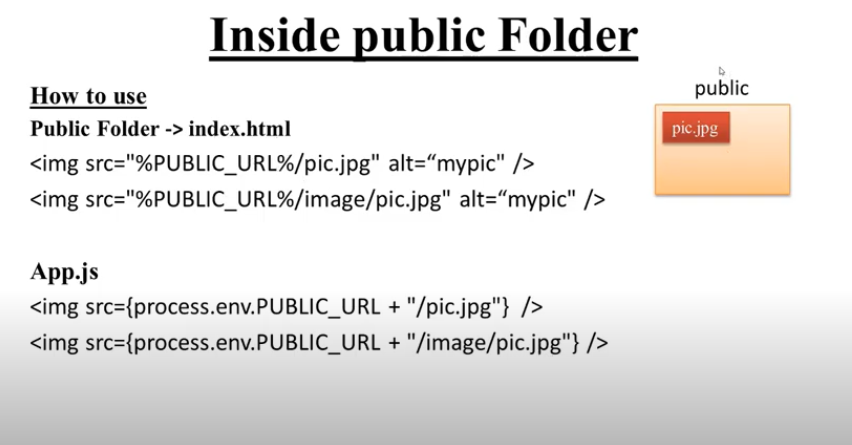 Inside public Folder
How to use
Public Folder -> index.html
<img src="%PUBLIC_URL%/pic.jpg" alt=“mypic" />
<img src="%PUBLIC_URL%/image/pic.jpg" alt=“mypic" />
App.js
<img src={process.env.PUBLIC_URL + "/pic.jpg"} />
<img src={process.env.PUBLIC_URL + "/image/pic.jpg"} />
public
pic.jpg